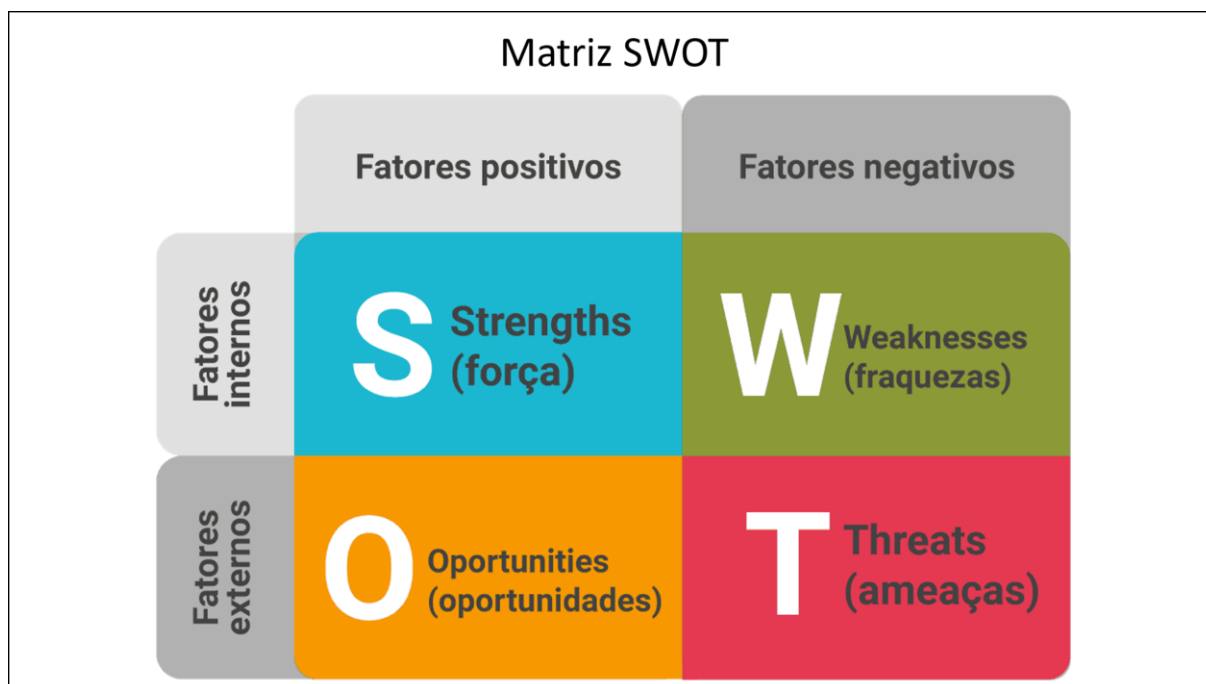 Matriz SWOT
Fatores positivos
Fatores negativos
Fatores
internos
S
Strengths
(força)
W
Weaknesses
(fraquezas)
Fatores
externos
O
Oportunities
(oportunidades)
T
Threats
(ameaças)